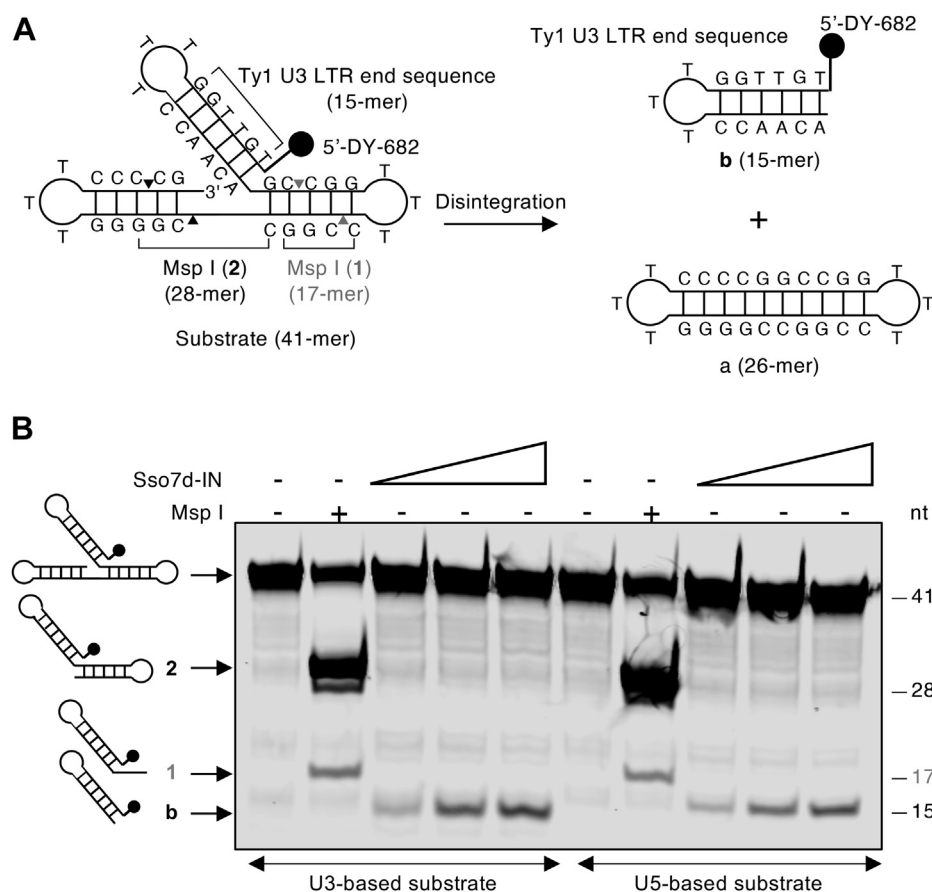 A
Ty1 U3 LTR end sequence
(15-mer)
5'-DY-682
T
T
T
G G T T G T
C C A A C A
3'
T
T
T
C C C C G
G G G G C
G C C G G
C G G C C
T
T
T
Msp I (2)
(28-mer)
Msp I (1)
(17-mer)
Substrate (41-mer)
Disintegration
5'-DY-682
Ty1 U3 LTR end sequence
T
T
T
G G T T G T
C C A A C A
b (15-mer)
+
T
T
T
C C C C G G C C G G
G G G G C C G G C C
T
T
T
a (26-mer)
B
Sso7d-IN - - - -
Msp I - + - - - - + - - - nt
41
2
28
1
17
b
15
U3-based substrate
U5-based substrate